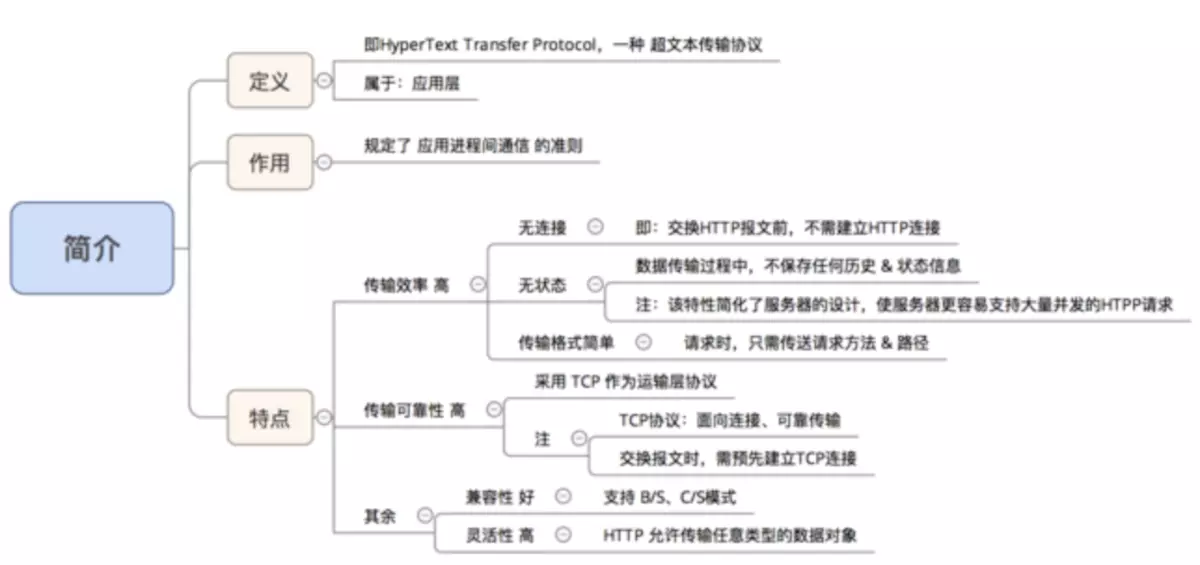 简介
定义
即HyperText Transfer Protocol，一种 超文本传输协议
属于：应用层
作用
规定了 应用进程间通信 的准则
特点
传输效率 高
无连接
即：交换HTTP报文前，不需建立HTTP连接
无状态
数据传输过程中，不保存任何历史 & 状态信息
注：该特性简化了服务器的设计，使服务器更容易支持大量并发的HTPP请求
传输格式简单
请求时，只需传送请求方法 & 路径
传输可靠性 高
采用 TCP 作为运输层协议
注
TCP协议：面向连接、可靠传输
交换报文时，需预先建立TCP连接
其余
兼容性 好
支持 B/S、C/S模式
灵活性 高
HTTP 允许传输任意类型的数据对象